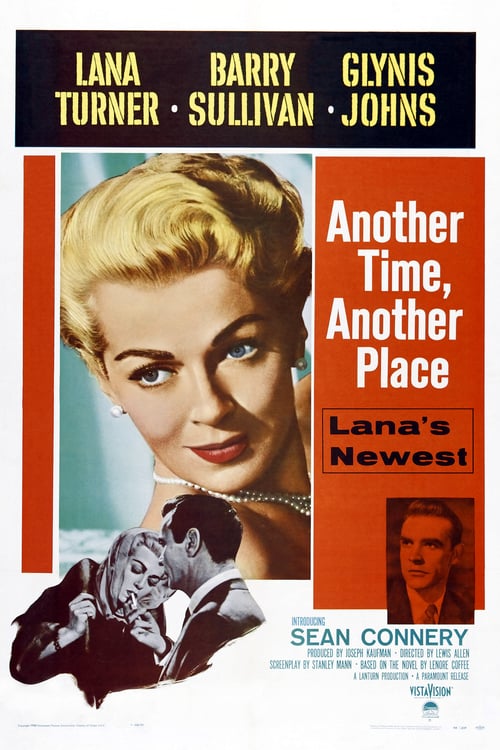 LANA TURNER · BARRY SULLIVAN · GLYNIS JOHNS
Another
Time,
Another
Place
Lana's
Newest
INTRODUCING
SEAN CONNERY
PRODUCED BY JOSEPH KAUFMAN · DIRECTED BY LEWIS ALLEN
SCREENPLAY BY STANLEY MANN · BASED ON THE NOVEL BY LENORE COFFEE
A LANTURN PRODUCTION · A PARAMOUNT RELEASE
VISTAVISION